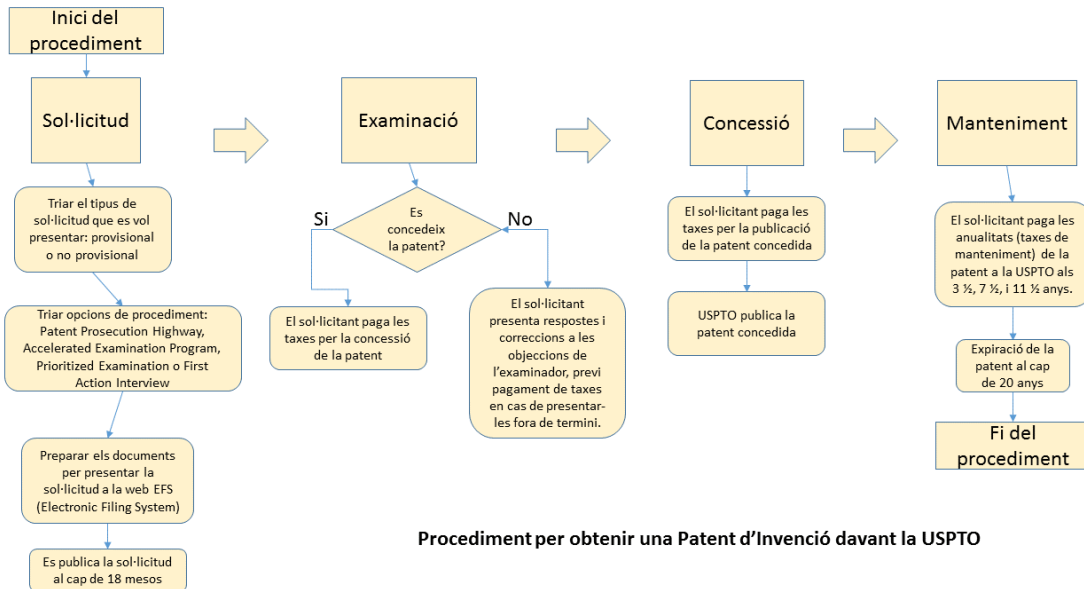 Inici del
procediment
Sol·licitud
Triar el tipus de
sol·licitud que es vol
presentar: provisional
o no provisional
Triar opcions de procediment:
Patent Prosecution Highway,
Accelerated Examination Program,
Prioritized Examination o First
Action Interview
Preparar els documents
per presentar la
sol·licitud a la web EFS
(Electronic Filing System)
Es publica la sol·licitud
al cap de 18 mesos
Examinació
Es
concedeix
la patent?
Si
No
El sol·licitant paga les
taxes per la concessió
de la patent
El sol·licitant
presenta respostes i
correccions a les
objeccions de
l'examinador, previ
pagament de taxes
en cas de presentar-
les fora de termini.
Concessió
El sol·licitant paga les
taxes per la publicació
de la patent concedida
USPTO publica la
patent concedida
Manteniment
El sol·licitant paga les
anualitats (taxes de
manteniment) de la
patent a la USPTO als
3 ½, 7 ½, i 11 ½ anys.
Expiració de la
patent al cap
de 20 anys
Fi del
procediment
Procediment per obtenir una Patent d'Invenció davant la USPTO